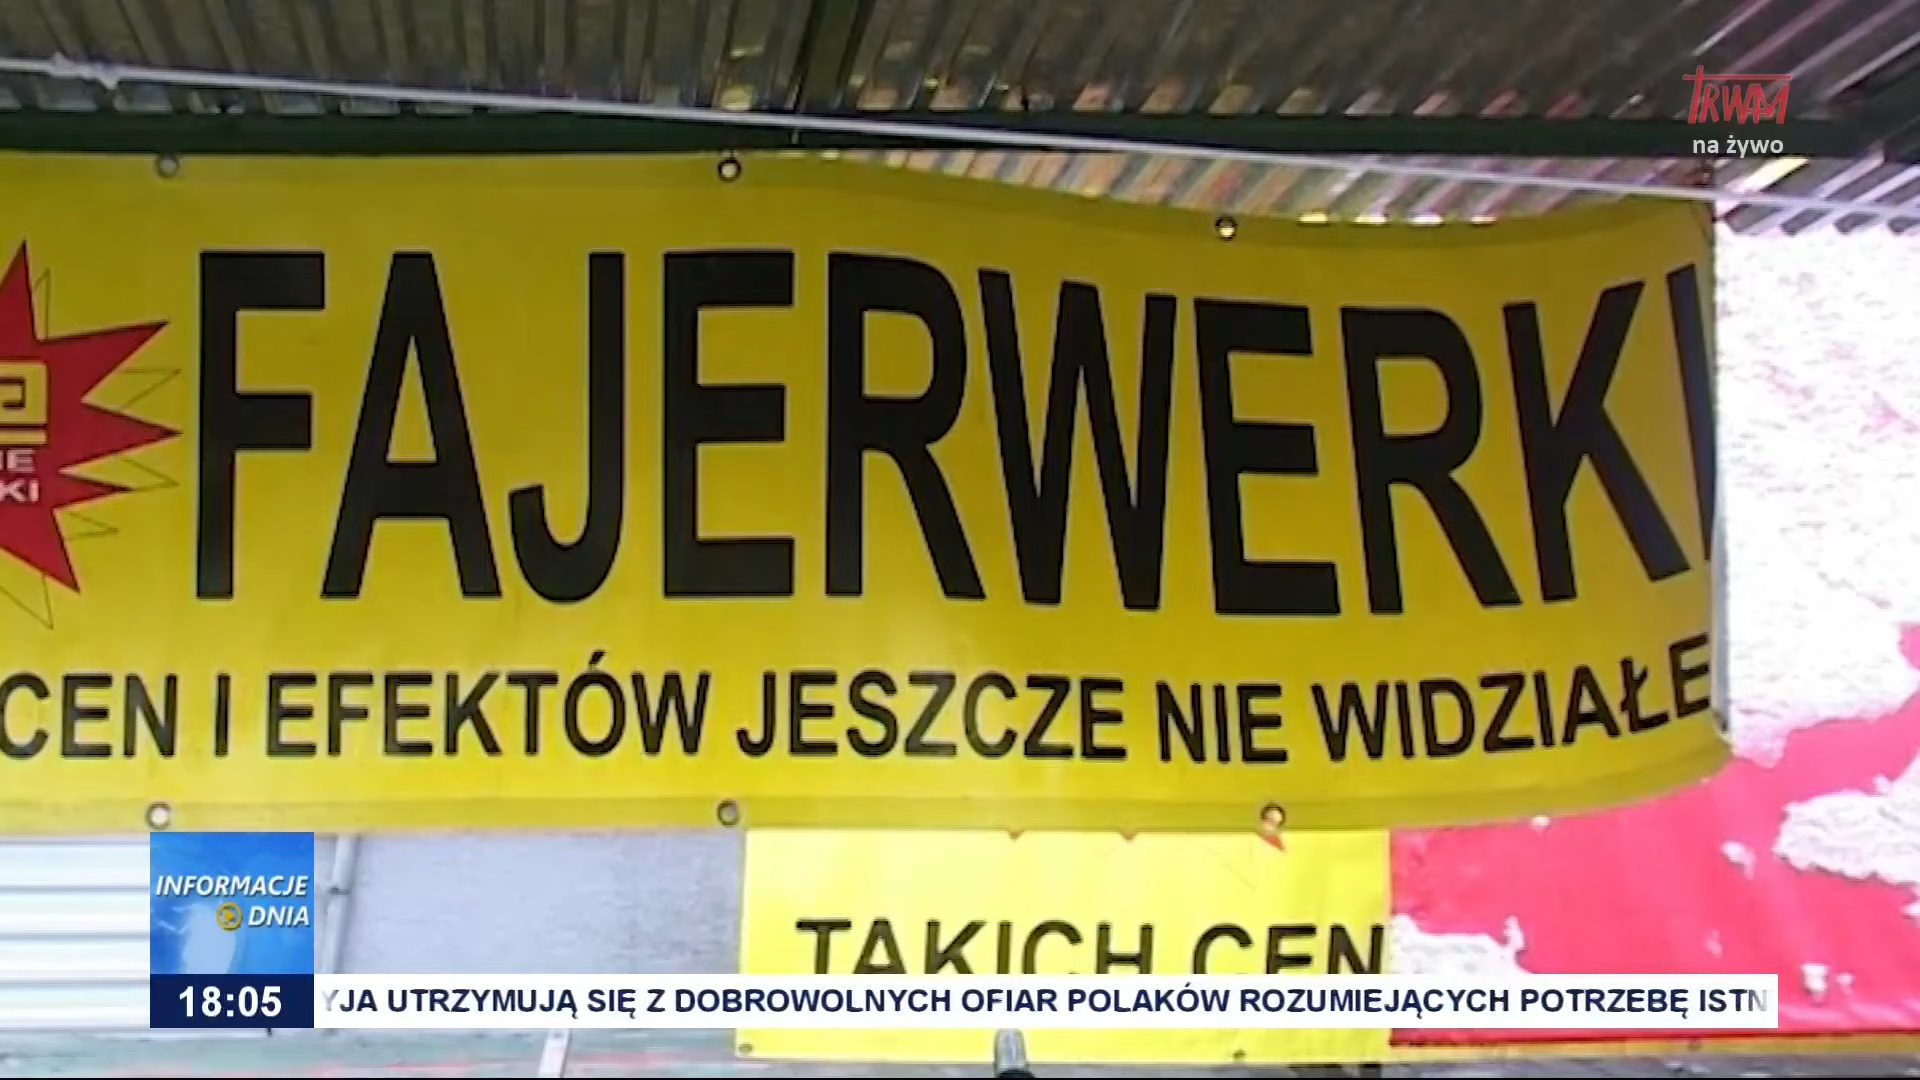 TRWAM
na żywo
FAJERWERKI
CEN I EFEKTÓW JESZCZE NIE WIDZIAŁE
TAKICH CEN
INFORMACJE
DNIA
18:05
YJA UTRZYMUJĄ SIĘ Z DOBROWOLNYCH OFIAR POLAKÓW ROZUMIEJĄCYCH POTRZEBĘ ISTN